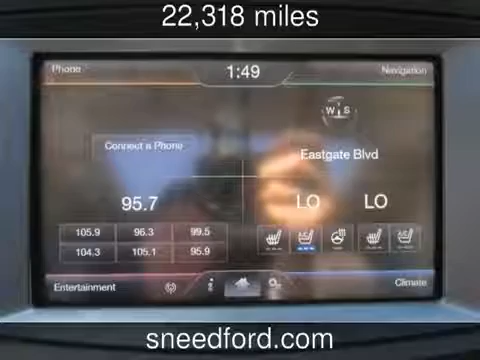 22,318 miles
Phone 1:49 Navigation
W S
Connect a Phone
Eastgate Blvd
95.7 LO LO
105.9 96.3 99.5
104.3 105.1 95.9
Entertainment Climate
sneedford.com